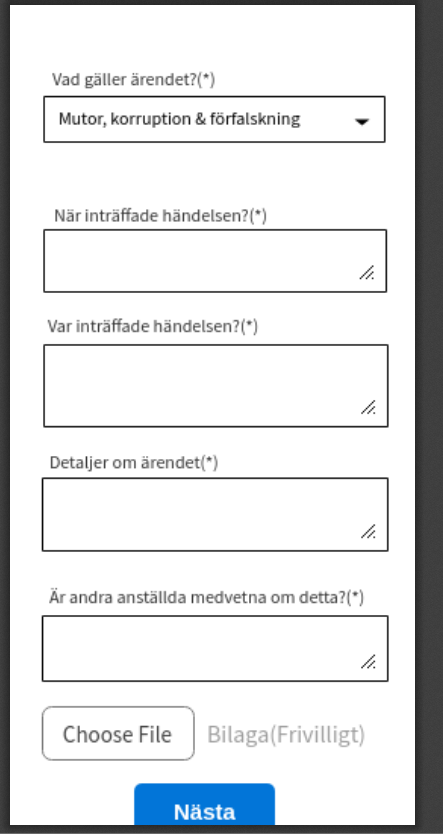 Vad gäller ärendet?(*)
Mutor, korruption & förfalskning
När inträffade händelsen?(*)
Var inträffade händelsen?(*)
Detaljer om ärendet(*)
Är andra anställda medvetna om detta?(*)
Choose File Bilaga(Frivilligt)
Nästa